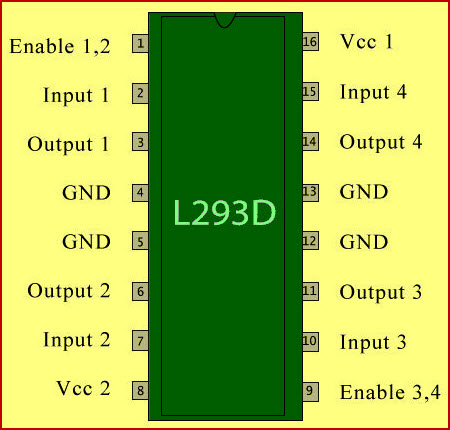 Enable 1,2 1 16 Vcc 1
Input 1 2 15 Input 4
Output 1 3 14 Output 4
GND 4 13 GND
L293D
GND 5 12 GND
Output 2 6 11 Output 3
Input 2 7 10 Input 3
Vcc 2 8 9 Enable 3,4